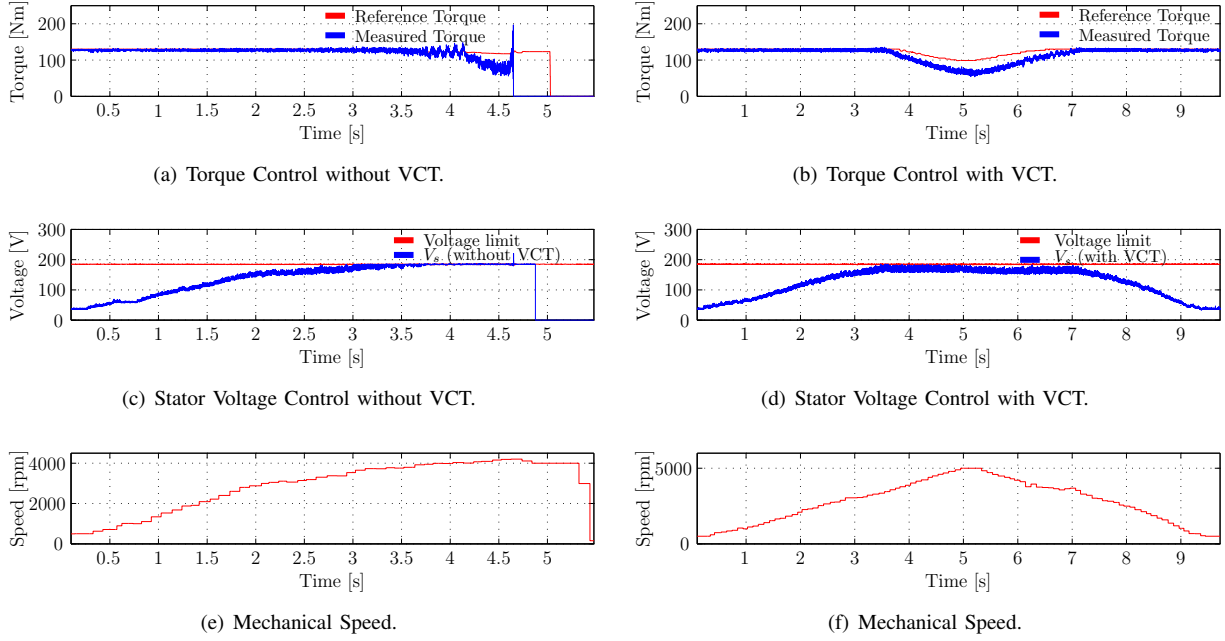 200
100
0
Torque [Nm]
Reference Torque
Measured Torque
0.5 1 1.5 2 2.5 3 3.5 4 4.5 5
Time [s]
(a) Torque Control without VCT.
200
100
0
Torque [Nm]
Reference Torque
Measured Torque
1 2 3 4 5 6 7 8 9
Time [s]
(b) Torque Control with VCT.
300
200
100
0
Voltage [V]
Voltage limit
V_s (without VCT)
0.5 1 1.5 2 2.5 3 3.5 4 4.5 5
Time [s]
(c) Stator Voltage Control without VCT.
300
200
100
0
Voltage [V]
Voltage limit
V_s (with VCT)
1 2 3 4 5 6 7 8 9
Time [s]
(d) Stator Voltage Control with VCT.
4000
2000
0
Speed [rpm]
0.5 1 1.5 2 2.5 3 3.5 4 4.5 5
Time [s]
(e) Mechanical Speed.
5000
0
Speed [rpm]
1 2 3 4 5 6 7 8 9
Time [s]
(f) Mechanical Speed.